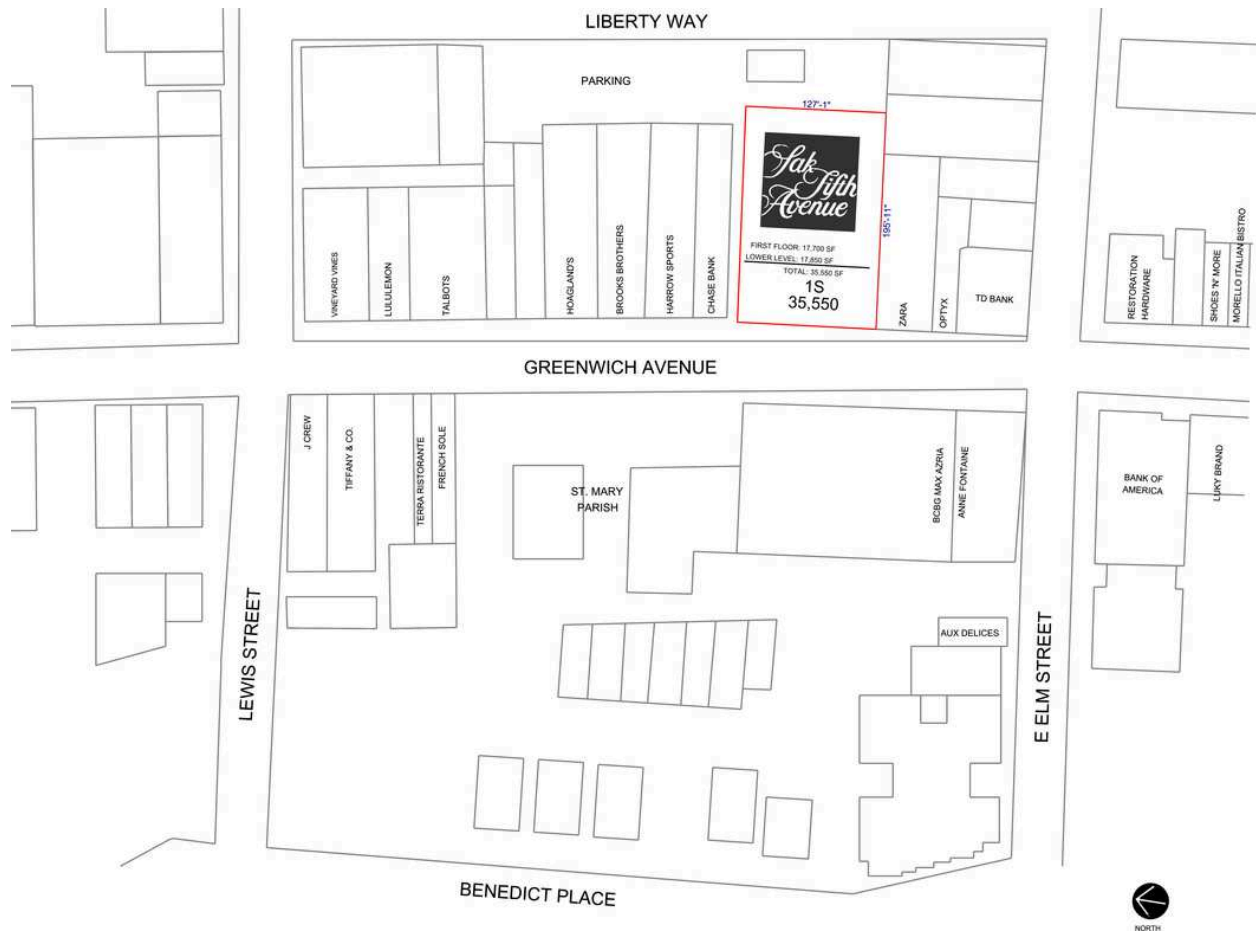 LIBERTY WAY
PARKING
127'-1"
Sak
fifth
Avenue
195'-11"
FIRST FLOOR: 17,700 SF
LOWER LEVEL: 17,850 SF
TOTAL: 35,550 SF
1S
35,550
VINEYARD VINES
LULULEMON
TALBOTS
HOAGLAND'S
BROOKS BROTHERS
HARROW SPORTS
CHASE BANK
ZARA
OPTYX
TD BANK
RESTORATION
HARDWARE
SHOES 'N' MORE
MORELLO ITALIAN BISTRO
GREENWICH AVENUE
J CREW
TIFFANY & CO.
TERRA RISTORANTE
FRENCH SOLE
ST. MARY
PARISH
BCBG MAX AZRIA
ANNE FONTAINE
BANK OF
AMERICA
LUKY BRAND
LEWIS STREET
AUX DELICES
E ELM STREET
BENEDICT PLACE
NORTH